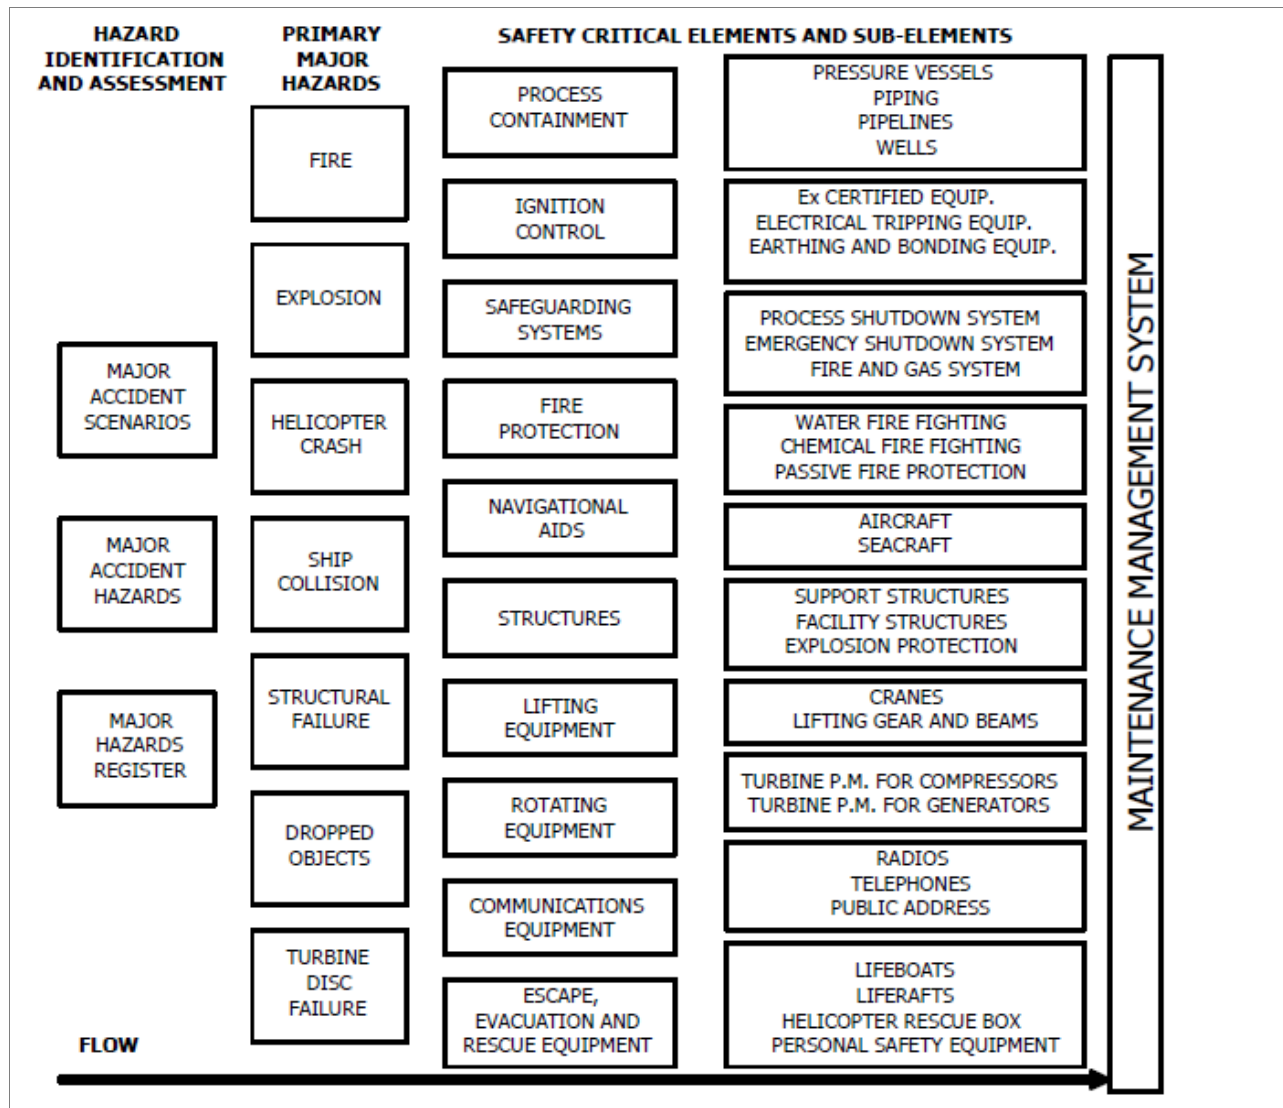 HAZARD
IDENTIFICATION
AND ASSESSMENT
PRIMARY
MAJOR
HAZARDS
SAFETY CRITICAL ELEMENTS AND SUB-ELEMENTS
MAJOR
ACCIDENT
SCENARIOS
MAJOR
ACCIDENT
HAZARDS
MAJOR
HAZARDS
REGISTER
FIRE
EXPLOSION
HELICOPTER
CRASH
SHIP
COLLISION
STRUCTURAL
FAILURE
DROPPED
OBJECTS
TURBINE
DISC
FAILURE
PROCESS
CONTAINMENT
IGNITION
CONTROL
SAFEGUARDING
SYSTEMS
FIRE
PROTECTION
NAVIGATIONAL
AIDS
STRUCTURES
LIFTING
EQUIPMENT
ROTATING
EQUIPMENT
COMMUNICATIONS
EQUIPMENT
ESCAPE,
EVACUATION AND
RESCUE EQUIPMENT
PRESSURE VESSELS
PIPING
PIPELINES
WELLS
Ex CERTIFIED EQUIP.
ELECTRICAL TRIPPING EQUIP.
EARTHING AND BONDING EQUIP.
PROCESS SHUTDOWN SYSTEM
EMERGENCY SHUTDOWN SYSTEM
FIRE AND GAS SYSTEM
WATER FIRE FIGHTING
CHEMICAL FIRE FIGHTING
PASSIVE FIRE PROTECTION
AIRCRAFT
SEACRAFT
SUPPORT STRUCTURES
FACILITY STRUCTURES
EXPLOSION PROTECTION
CRANES
LIFTING GEAR AND BEAMS
TURBINE P.M. FOR COMPRESSORS
TURBINE P.M. FOR GENERATORS
RADIOS
TELEPHONES
PUBLIC ADDRESS
LIFEBOATS
LIFERAFTS
HELICOPTER RESCUE BOX
PERSONAL SAFETY EQUIPMENT
MAINTENANCE MANAGEMENT SYSTEM
FLOW